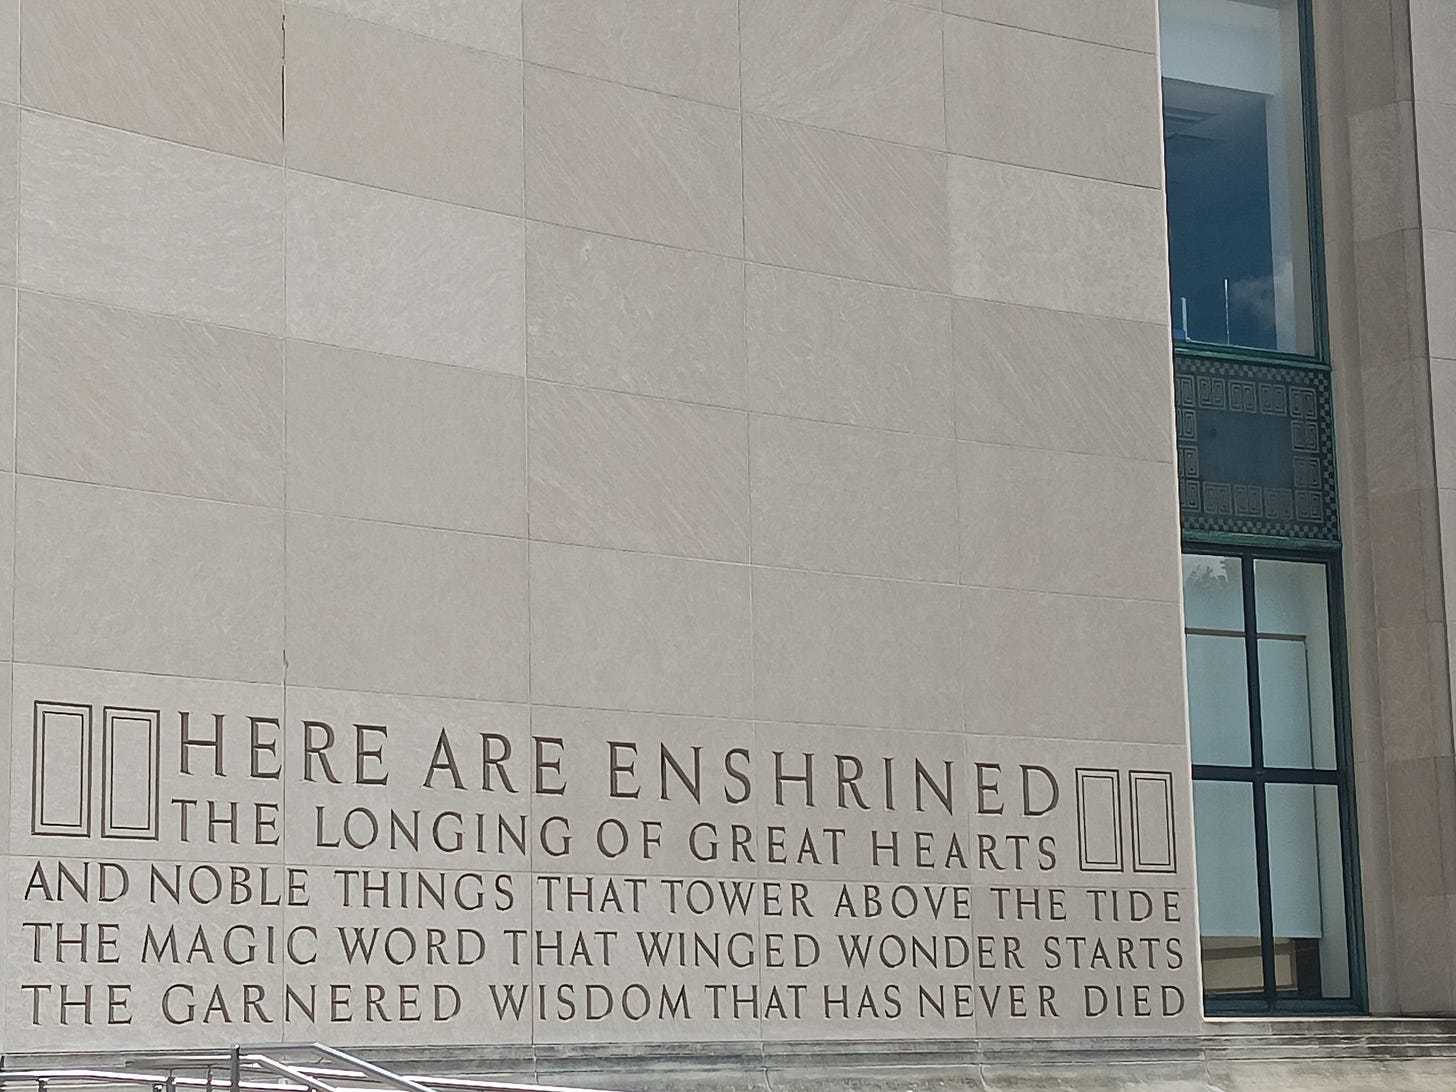 HERE ARE ENSHRINED
THE LONGING OF GREAT HEARTS
AND NOBLE THINGS THAT TOWER ABOVE THE TIDE
THE MAGIC WORD THAT WINGED WONDER STARTS
THE GARNERED WISDOM THAT HAS NEVER DIED